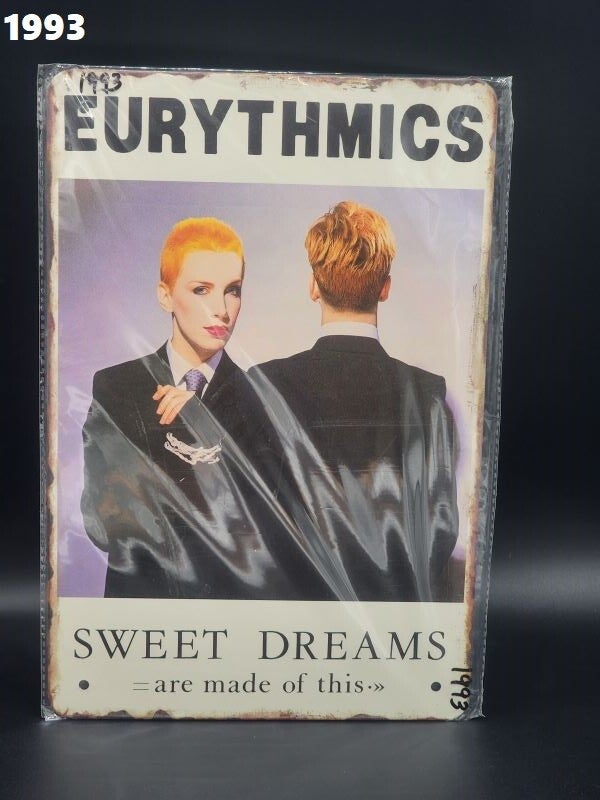 1993
1993
EURYTHMICS
SWEET DREAMS
=are made of this·»
1993